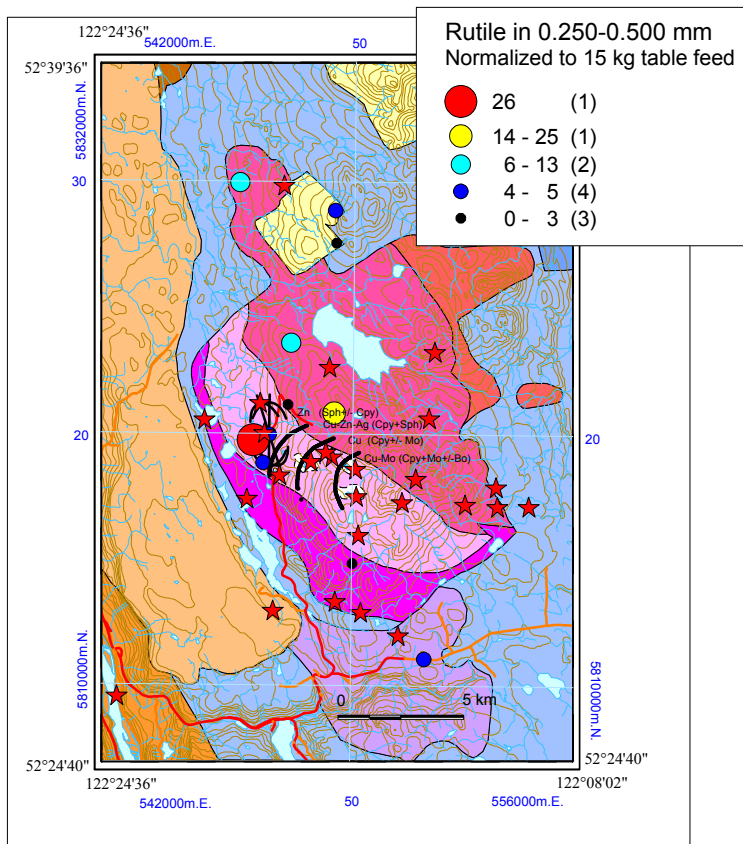 Rutile in 0.250-0.500 mm
Normalized to 15 kg table feed
26 (1)
14 - 25 (1)
6 - 13 (2)
4 - 5 (4)
0 - 3 (3)
122°24'36"
542000m.E.
50
52°39'36"
5832000m.N.
30
Zn (Sph+/- Cpy)
Cu-Zn-Ag (Cpy+Sph)
Cu (Cpy+/- Mo)
Cu-Mo (Cpy+Mo+/-Bo)
20
20
5810000m.N.
5810000m.N.
0 5 km
52°24'40"
52°24'40"
122°24'36"
122°08'02"
542000m.E.
50
556000m.E.